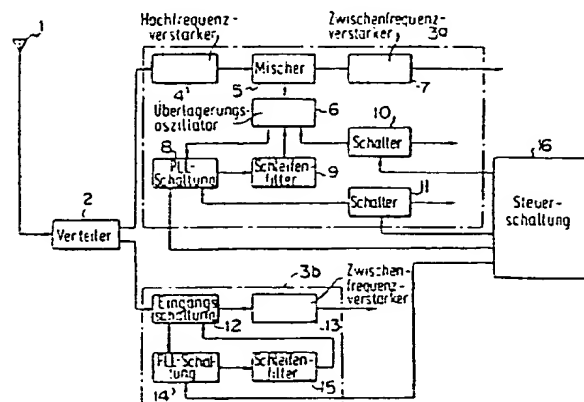 1
Hochfrequenz-
verstärker
Zwischenfrequenz-
verstärker
3a
4
Mischer
5
7
6
Überlagerungs-
oszillator
10
16
8
Schalter
PLL-
Schaltung
Schleifen
filter
9
11
Steuer-
schaltung
2
Schalter
Verteiler
3b
Zwischen-
frequenz-
verstärker
Eingangs
schaltung
12
13
PLL-Schal-
tung
Schleifen-
filter
14
15